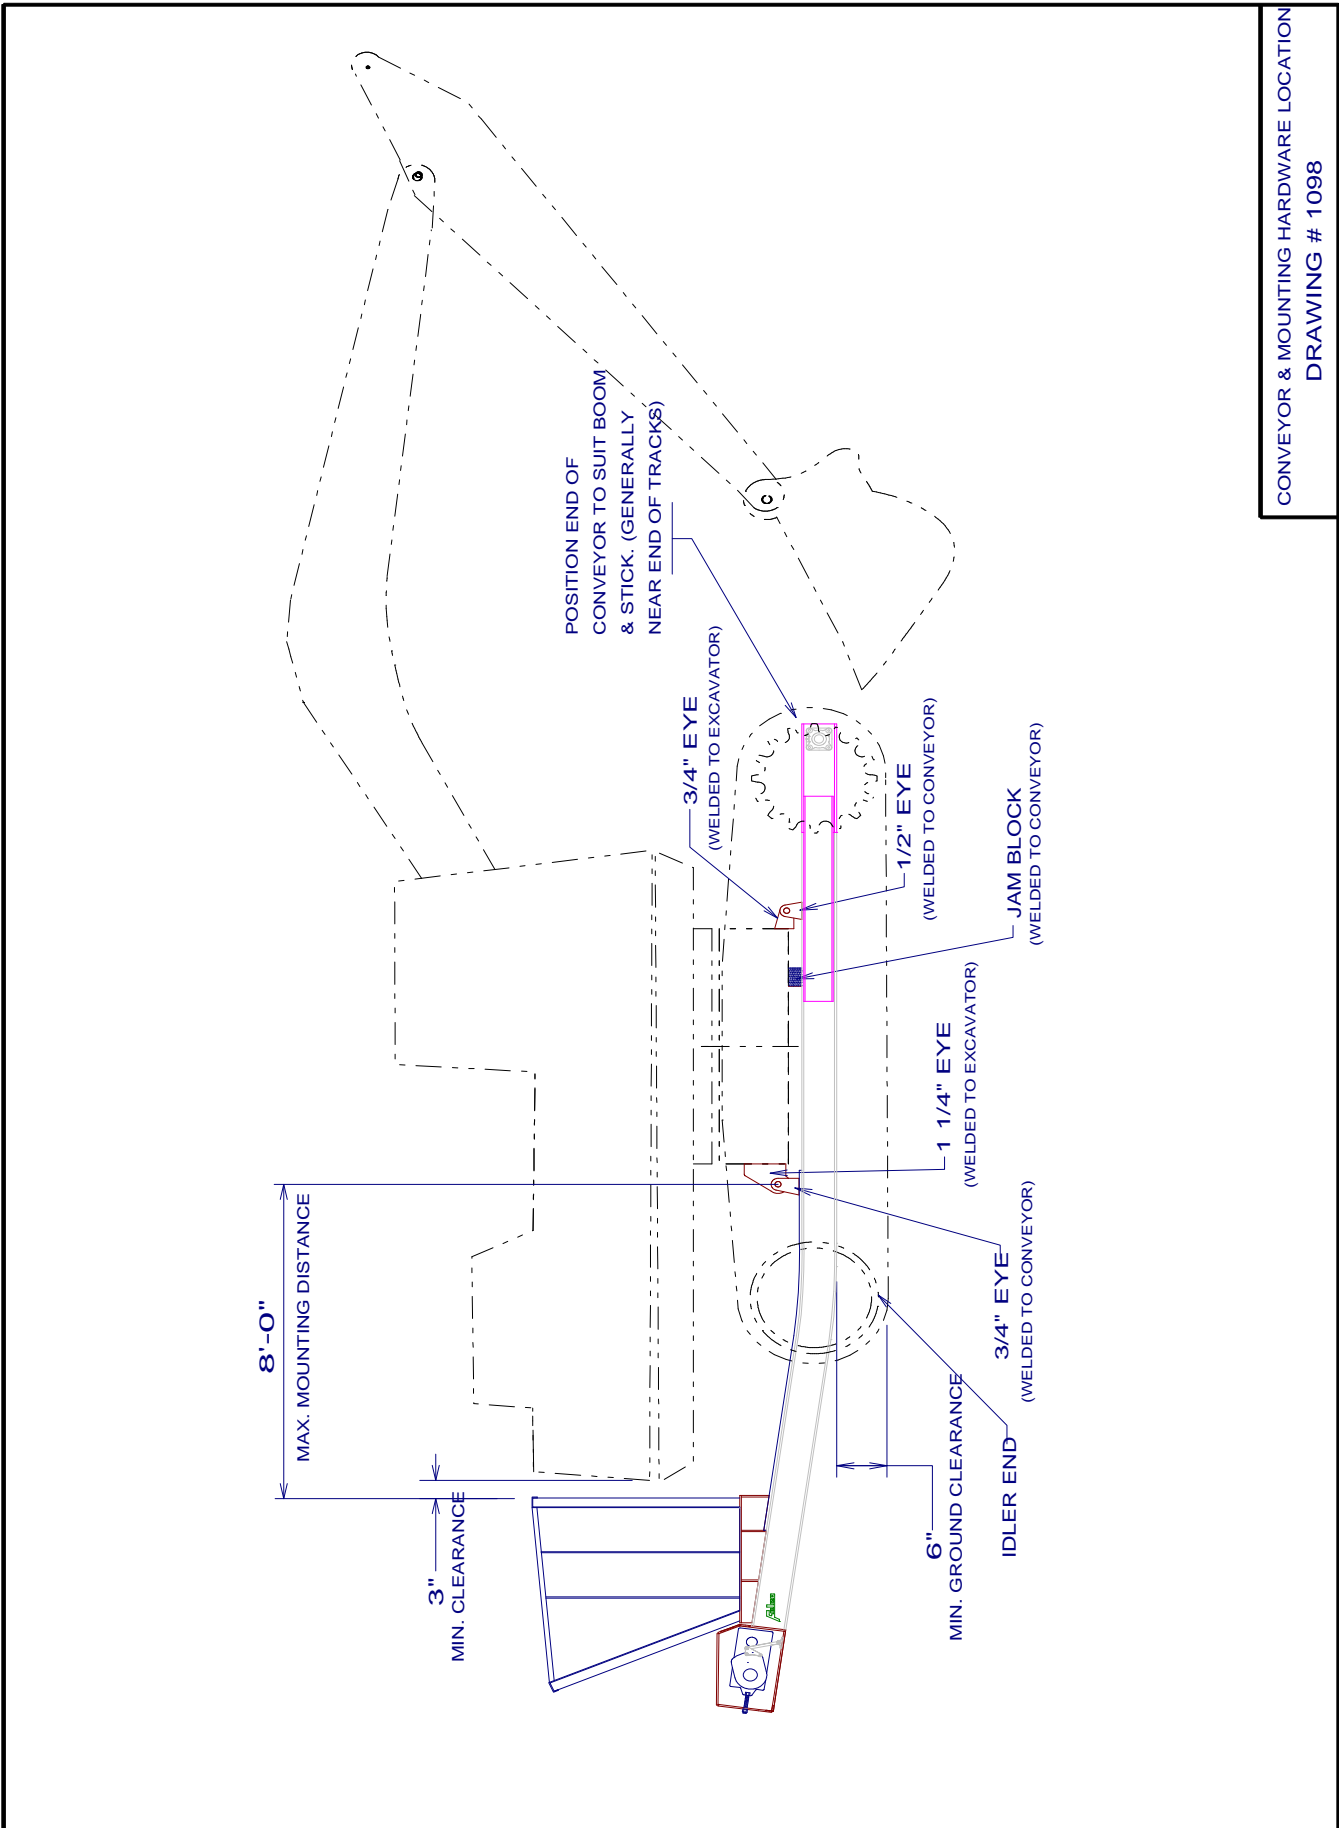 CONVEYOR & MOUNTING HARDWARE LOCATION
DRAWING # 1098
8'-0"
MAX. MOUNTING DISTANCE
3"
MIN. CLEARANCE
POSITION END OF
CONVEYOR TO SUIT BOOM
& STICK. (GENERALLY
NEAR END OF TRACKS)
3/4" EYE
(WELDED TO EXCAVATOR)
1/2" EYE
(WELDED TO CONVEYOR)
JAM BLOCK
(WELDED TO CONVEYOR)
1 1/4" EYE
(WELDED TO EXCAVATOR)
3/4" EYE
(WELDED TO CONVEYOR)
IDLER END
6"
MIN. GROUND CLEARANCE